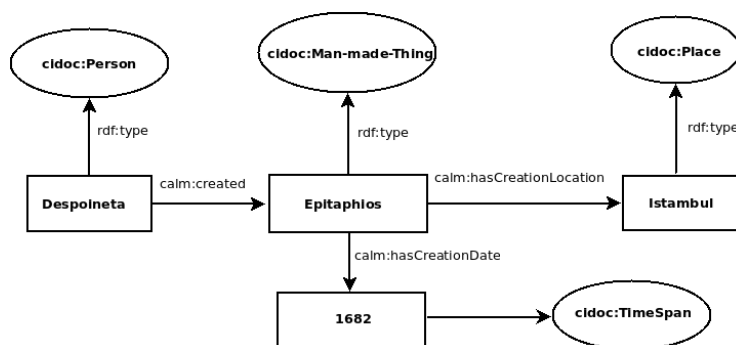 cidoc:Person
cidoc:Man-made-Thing
cidoc:Place
rdf:type
rdf:type
rdf:type
Despoineta
calm:created
Epitaphios
calm:hasCreationLocation
Istambul
calm:hasCreationDate
1682
cidoc:TimeSpan